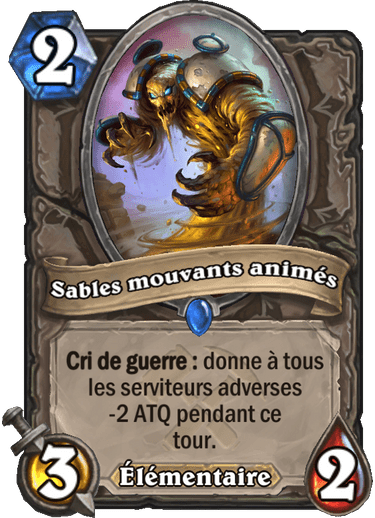 2
Sables mouvants animés
Cri de guerre : donne à tous
les serviteurs adverses
-2 ATQ pendant ce
tour.
3
Élémentaire
2